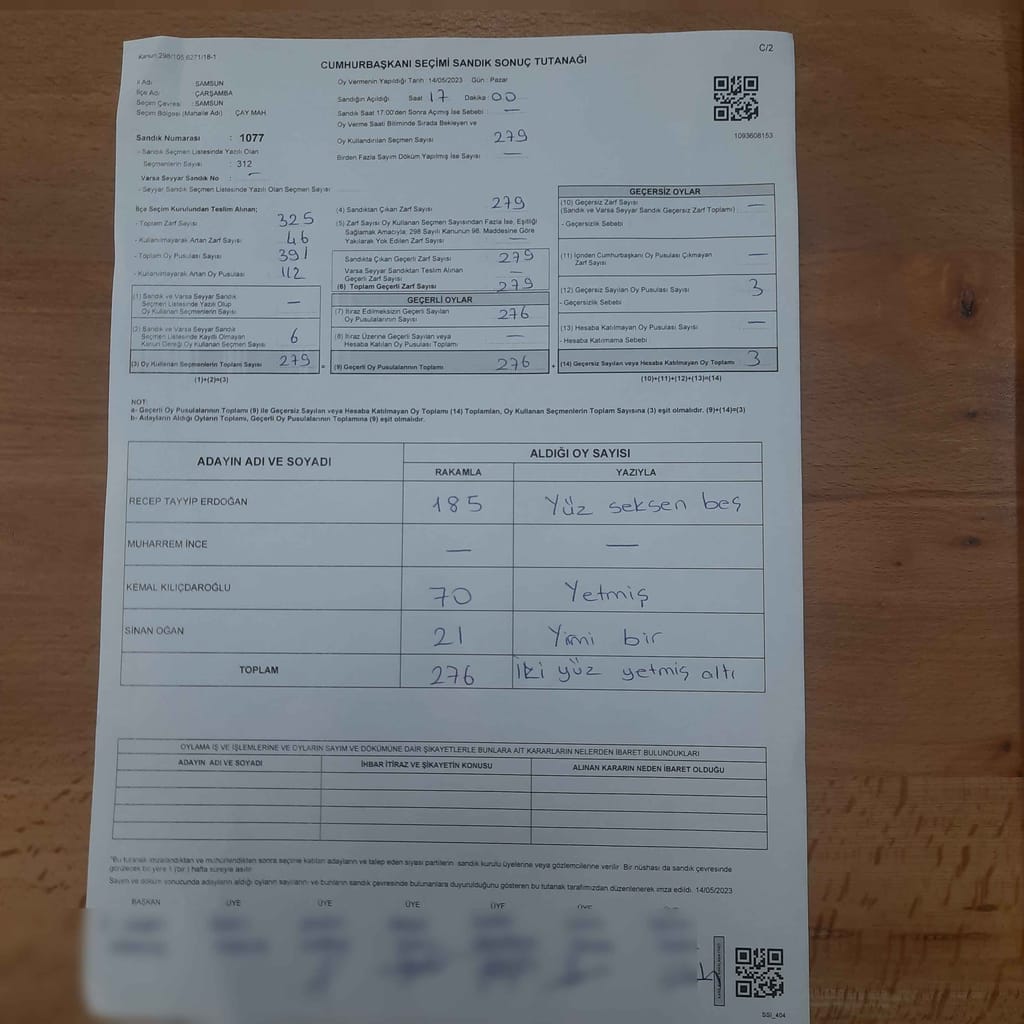 Kanun:298/105,6271/18-1
C/2
CUMHURBAŞKANI SEÇİMİ SANDIK SONUÇ TUTANAĞI
İl Adı : SAMSUN
İlçe Adı : ÇARŞAMBA
Seçim Çevresi : SAMSUN
Seçim Bölgesi (Mahalle Adı) ÇAY MAH
Sandık Numarası : 1077
- Sandık Seçmen Listesinde Yazılı Olan
Seçmenlerin Sayısı : 312
Varsa Seyyar Sandık No : —
- Seyyar Sandık Seçmen Listesinde Yazılı Olan Seçmen Sayısı
Oy Vermenin Yapıldığı Tarih :14/05/2023 Gün : Pazar
Sandığın Açıldığı Saat 17 Dakika 00
Sandık Saat 17:00'den Sonra Açılmış İse Sebebi : —
Oy Verme Saati Bitiminde Sırada Bekleyen ve
Oy Kullandırılan Seçmen Sayısı 279
Birden Fazla Sayım Döküm Yapılmış İse Sayısı —
1093608153
İlçe Seçim Kurulundan Teslim Alınan;
- Toplam Zarf Sayısı 325
- Kullanılmayarak Artan Zarf Sayısı 46
- Toplam Oy Pusulası Sayısı 391
- Kullanılmayarak Artan Oy Pusulası 112
(1) Sandık ve Varsa Seyyar Sandık
Seçmen Listesinde Yazılı Olup
Oy Kullanan Seçmenlerin Sayısı —
(2) Sandık ve Varsa Seyyar Sandık
Seçmen Listesinde Kayıtlı Olmayan
Kanun Gereği Oy Kullanan Seçmen Sayısı 6
(3) Oy Kullanan Seçmenlerin Toplam Sayısı 279
(1)+(2)=(3)
(4) Sandıktan Çıkan Zarf Sayısı 279
(5) Zarf Sayısı Oy Kullanan Seçmen Sayısından Fazla İse, Eşitliği
Sağlamak Amacıyla; 298 Sayılı Kanunun 98. Maddesine Göre
Yakılarak Yok Edilen Zarf Sayısı —
Sandıkta Çıkan Geçerli Zarf Sayısı 279
Varsa Seyyar Sandıktan Teslim Alınan
Geçerli Zarf Sayısı —
(6) Toplam Geçerli Zarf Sayısı 279
GEÇERLİ OYLAR
(7) İtiraz Edilmeksizin Geçerli Sayılan
Oy Pusulalarının Sayısı 276
(8) İtiraz Üzerine Geçerli Sayılan veya
Hesaba Katılan Oy Pusulası Toplamı —
= (9) Geçerli Oy Pusulalarının Toplamı 276
GEÇERSİZ OYLAR
(10) Geçersiz Zarf Sayısı
(Sandık ve Varsa Seyyar Sandık Geçersiz Zarf Toplamı) —
- Geçersizlik Sebebi
(11) İçinden Cumhurbaşkanı Oy Pusulası Çıkmayan
Zarf Sayısı —
(12) Geçersiz Sayılan Oy Pusulası Sayısı 3
- Geçersizlik Sebebi
(13) Hesaba Katılmayan Oy Pusulası Sayısı —
- Hesaba Katılmama Sebebi
+ (14) Geçersiz Sayılan veya Hesaba Katılmayan Oy Toplamı 3
(10)+(11)+(12)+(13)=(14)
NOT:
a- Geçerli Oy Pusulalarının Toplamı (9) ile Geçersiz Sayılan veya Hesaba Katılmayan Oy Toplamı (14) Toplamları, Oy Kullanan Seçmenlerin Toplam Sayısına (3) eşit olmalıdır. (9)+(14)=(3)
b- Adayların Aldığı Oyların Toplamı, Geçerli Oy Pusulalarının Toplamına (9) eşit olmalıdır.
ADAYIN ADI VE SOYADI
ALDIĞI OY SAYISI
RAKAMLA YAZIYLA
RECEP TAYYİP ERDOĞAN 185 Yüz seksen beş
MUHARREM İNCE — —
KEMAL KILIÇDAROĞLU 70 Yetmiş
SİNAN OĞAN 21 Yimi bir
TOPLAM 276 İki yüz yetmiş altı
OYLAMA İŞ VE İŞLEMLERİNE VE OYLARIN SAYIM VE DÖKÜMÜNE DAİR ŞİKAYETLERLE BUNLARA AİT KARARLARIN NELERDEN İBARET BULUNDUKLARI
ADAYIN ADI VE SOYADI İHBAR İTİRAZ VE ŞİKAYETİN KONUSU ALINAN KARARIN NEDEN İBARET OLDUĞU
"Bu tutanak imzalandıktan ve mühürlendikten sonra seçime katılan adayların ve talep eden siyasi partilerin sandık kurulu üyelerine veya gözlemcilerine verilir. Bir nüshası da sandık çevresinde
görülecek bir yere 1 (bir ) hafta süreyle asılır.
Sayım ve döküm sonucunda adayların aldığı oyların sayılarını ve bunların sandık çevresinde bulunanlara duyurulduğunu gösteren bu tutanak tarafımızdan düzenlenerek imza edildi. 14/05/2023
BAŞKAN ÜYE ÜYE ÜYE ÜYE ÜYE
SSI_404